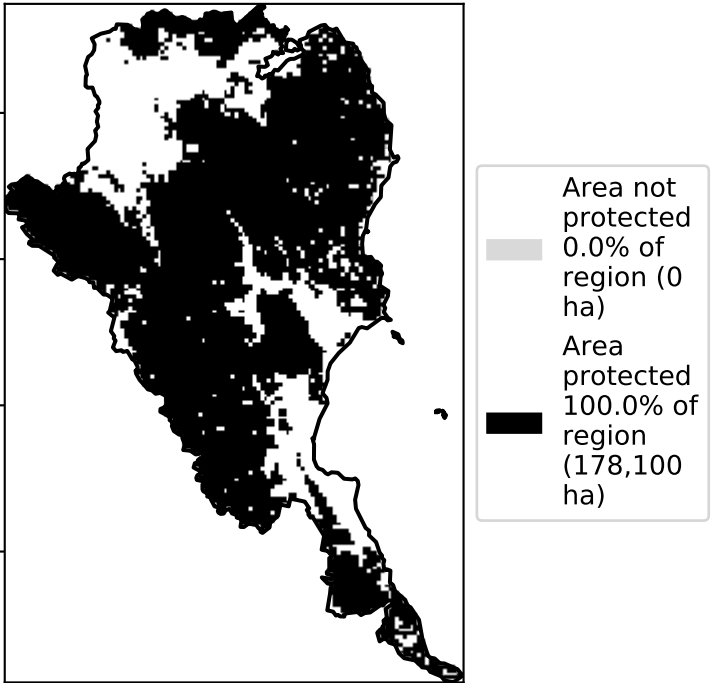 Area not
protected
0.0% of
region (0
ha)
Area
protected
100.0% of
region
(178,100
ha)